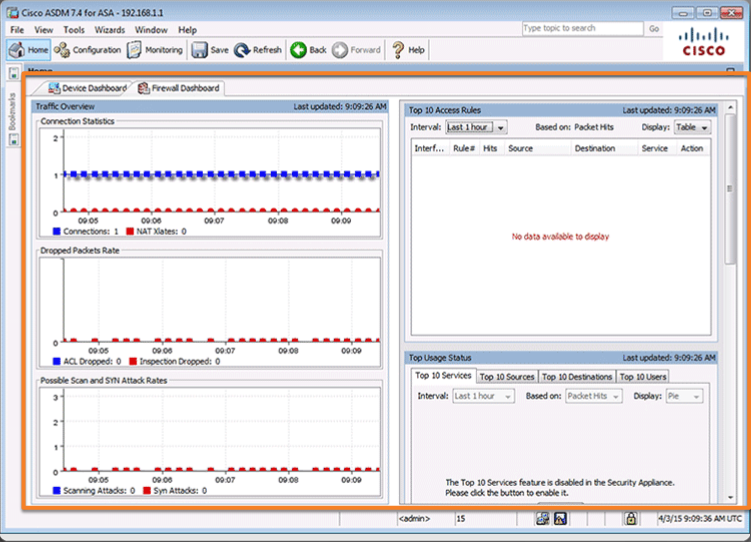 Cisco ASDM 7.4 for ASA - 192.168.1.1
File View Tools Wizards Window Help
Type topic to search Go
Home Configuration Monitoring Save Refresh Back Forward Help
CISCO
Home
Bookmarks
Device Dashboard Firewall Dashboard
Traffic Overview Last updated: 9:09:26 AM
Connection Statistics
2
1
0
09:05 09:06 09:07 09:08 09:09
Connections: 1 NAT Xlates: 0
Dropped Packets Rate
0
09:05 09:06 09:07 09:08 09:09
ACL Dropped: 0 Inspection Dropped: 0
Possible Scan and SYN Attack Rates
3
2
1
0
09:05 09:06 09:07 09:08 09:09
Scanning Attacks: 0 Syn Attacks: 0
Top 10 Access Rules Last updated: 9:09:26 AM
Interval: Last 1 hour Based on: Packet Hits Display: Table
Interf... Rule# Hits Source Destination Service Action
No data available to display
Top Usage Status Last updated: 9:09:26 AM
Top 10 Services Top 10 Sources Top 10 Destinations Top 10 Users
Interval: Last 1 hour Based on: Packet Hits Display: Pie
The Top 10 Services feature is disabled in the Security Appliance.
Please click the button to enable it.
<admin> 15 4/3/15 9:09:36 AM UTC